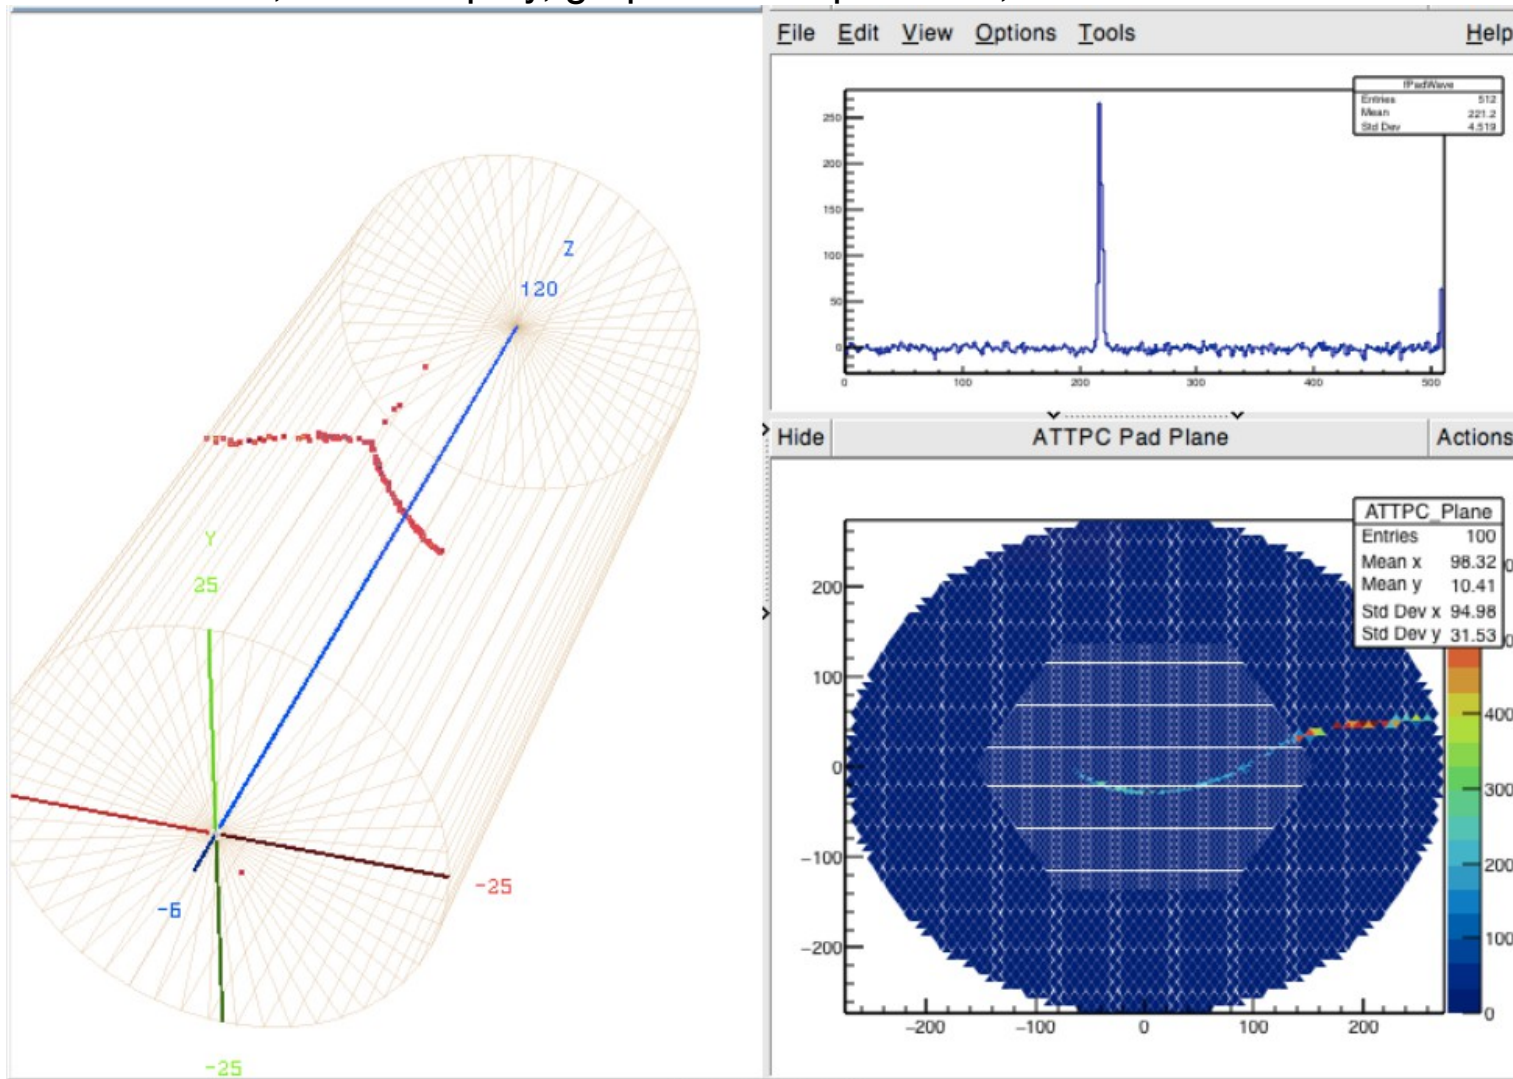 Z
120
Y
25
-25
-6
-25
File Edit View Options Tools Help
fPadWave
Entries 512
Mean 221.2
Std Dev 4.519
250
200
150
100
50
0
0 100 200 300 400 500
Hide ATTPC Pad Plane Actions
ATTPC_Plane
Entries 100
Mean x 98.32
Mean y 10.41
Std Dev x 94.98
Std Dev y 31.53
200
100
0
−100
−200
−200 −100 0 100 200
400
300
200
100
0